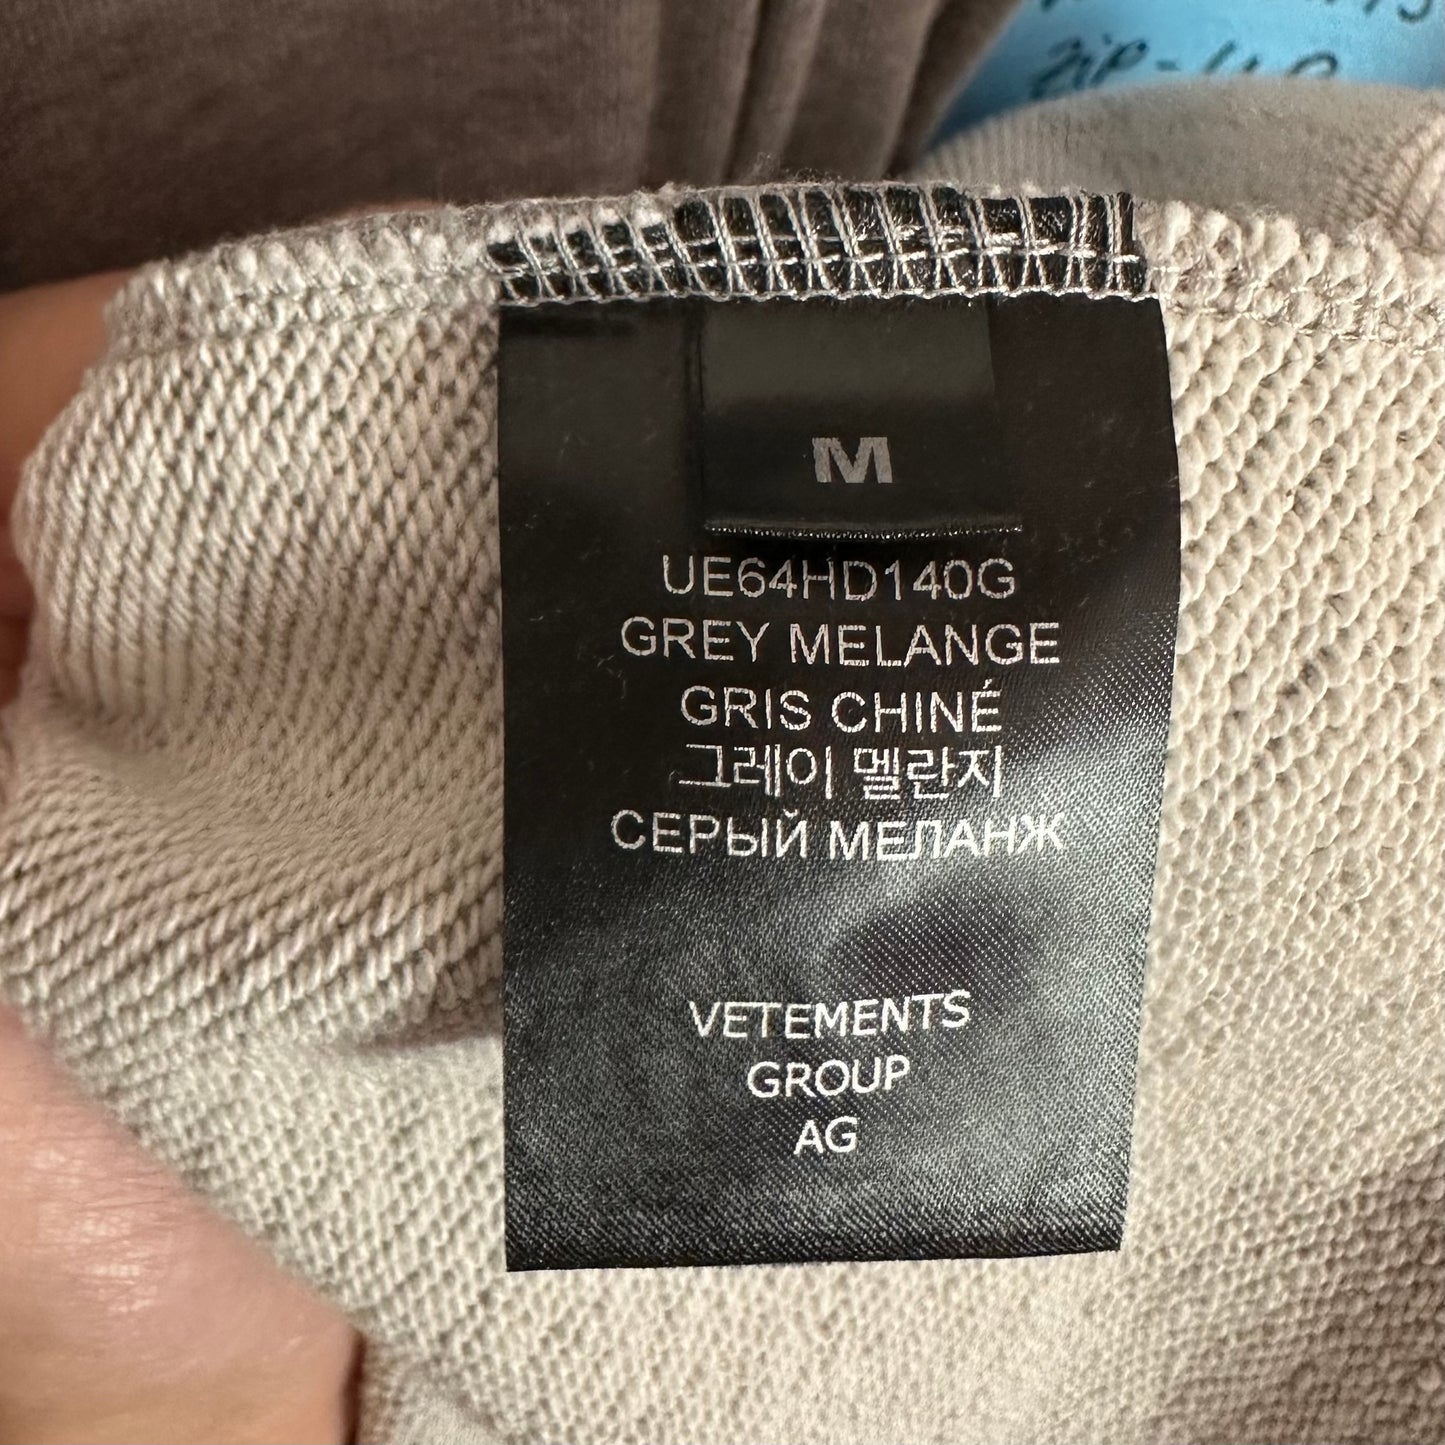 M
UE64HD140G
GREY MELANGE
GRIS CHINÉ
그레이 멜란지
СЕРЫЙ МЕЛАНЖ
VETEMENTS
GROUP
AG